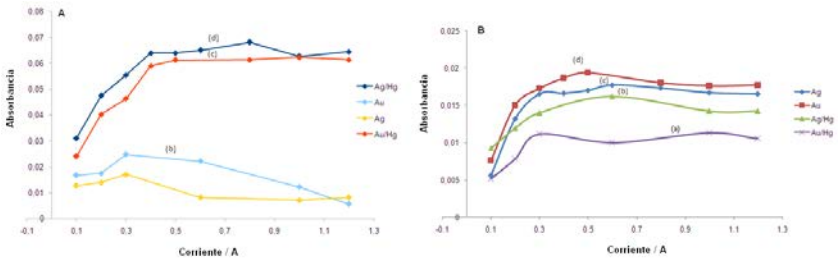 A
Absorbancia
0.08
0.07
0.06
0.05
0.04
0.03
0.02
0.01
0
-0.1
0.1
0.3
0.5
0.7
0.9
1.1
1.3
Corriente / A
(d)
(c)
(b)
Ag/Hg
Au
Ag
Au/Hg
B
Absorbancia
0.025
0.02
0.015
0.01
0.005
0
-0.1
0.1
0.3
0.5
0.7
0.9
1.1
1.3
Corriente / A
(d)
(c)
(b)
(a)
Ag
Au
Ag/Hg
Au/Hg